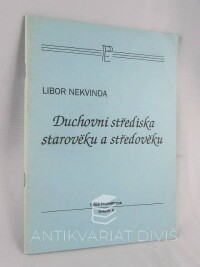 LIBOR NEKVINDA
Duchovní střediska
starověku a středověku
ANTIKVARIÁT DIVIŠ